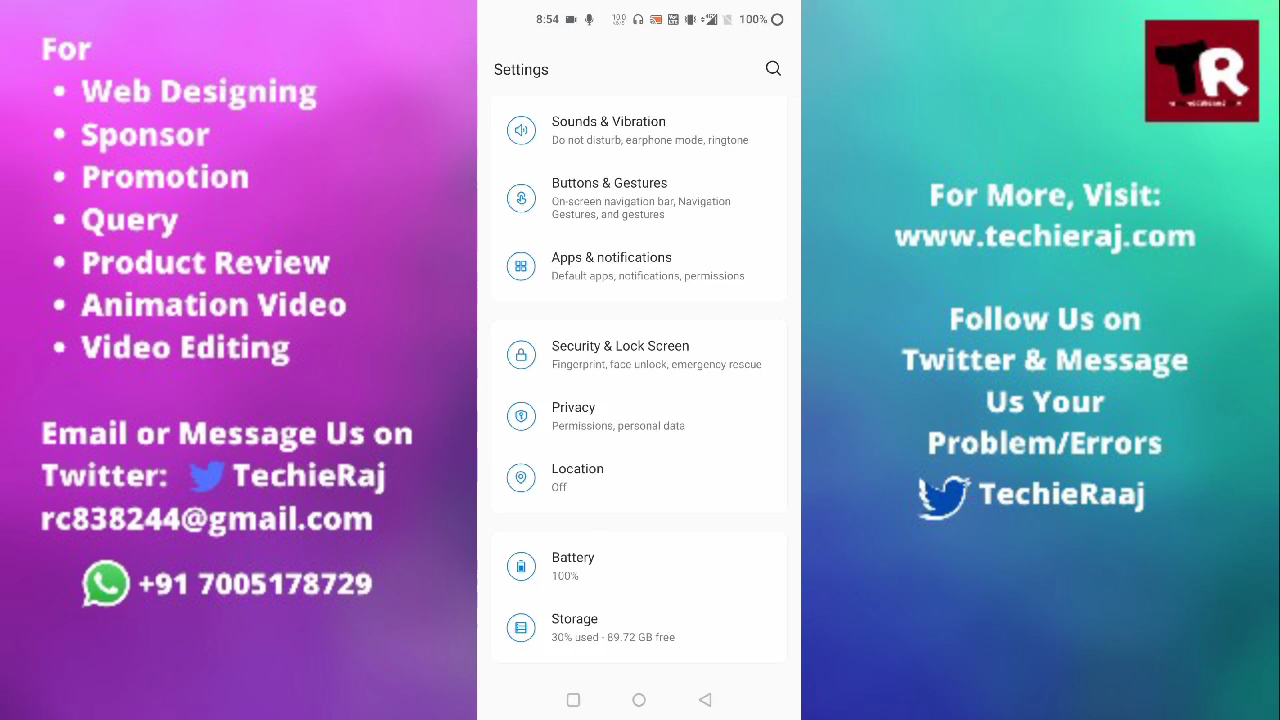 For
• Web Designing
• Sponsor
• Promotion
• Query
• Product Review
• Animation Video
• Video Editing
Email or Message Us on
Twitter: TechieRaj
rc838244@gmail.com
+91 7005178729
8:54
100%
Settings
Sounds & Vibration
Do not disturb, earphone mode, ringtone
Buttons & Gestures
On-screen navigation bar, Navigation
Gestures, and gestures
Apps & notifications
Default apps, notifications, permissions
Security & Lock Screen
Fingerprint, face unlock, emergency rescue
Privacy
Permissions, personal data
Location
Off
Battery
100%
Storage
30% used - 89.72 GB free
TR
For More, Visit:
www.techieraj.com
Follow Us on
Twitter & Message
Us Your
Problem/Errors
TechieRaaj